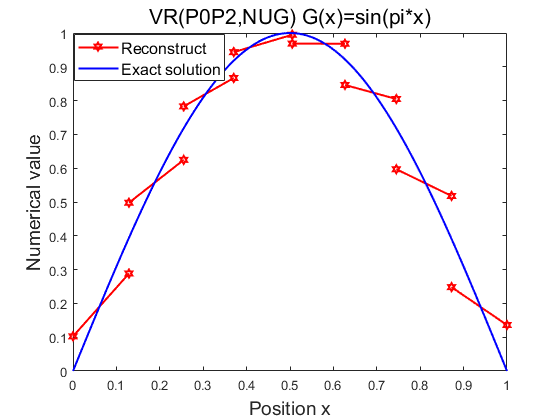 VR(P0P2,NUG) G(x)=sin(pi*x)
Reconstruct
Exact solution
Numerical value
1
0.9
0.8
0.7
0.6
0.5
0.4
0.3
0.2
0.1
0
0 0.1 0.2 0.3 0.4 0.5 0.6 0.7 0.8 0.9 1
Position x